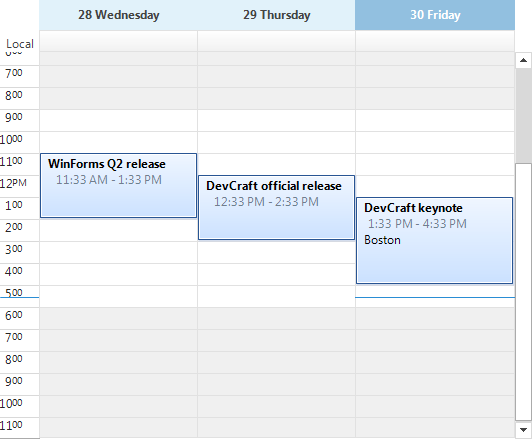 28 Wednesday
29 Thursday
30 Friday
Local
7 00
8 00
9 00
10 00
11 00
12 PM
1 00
2 00
3 00
4 00
5 00
6 00
7 00
8 00
9 00
10 00
11 00
WinForms Q2 release
11:33 AM - 1:33 PM
DevCraft official release
12:33 PM - 2:33 PM
DevCraft keynote
1:33 PM - 4:33 PM
Boston